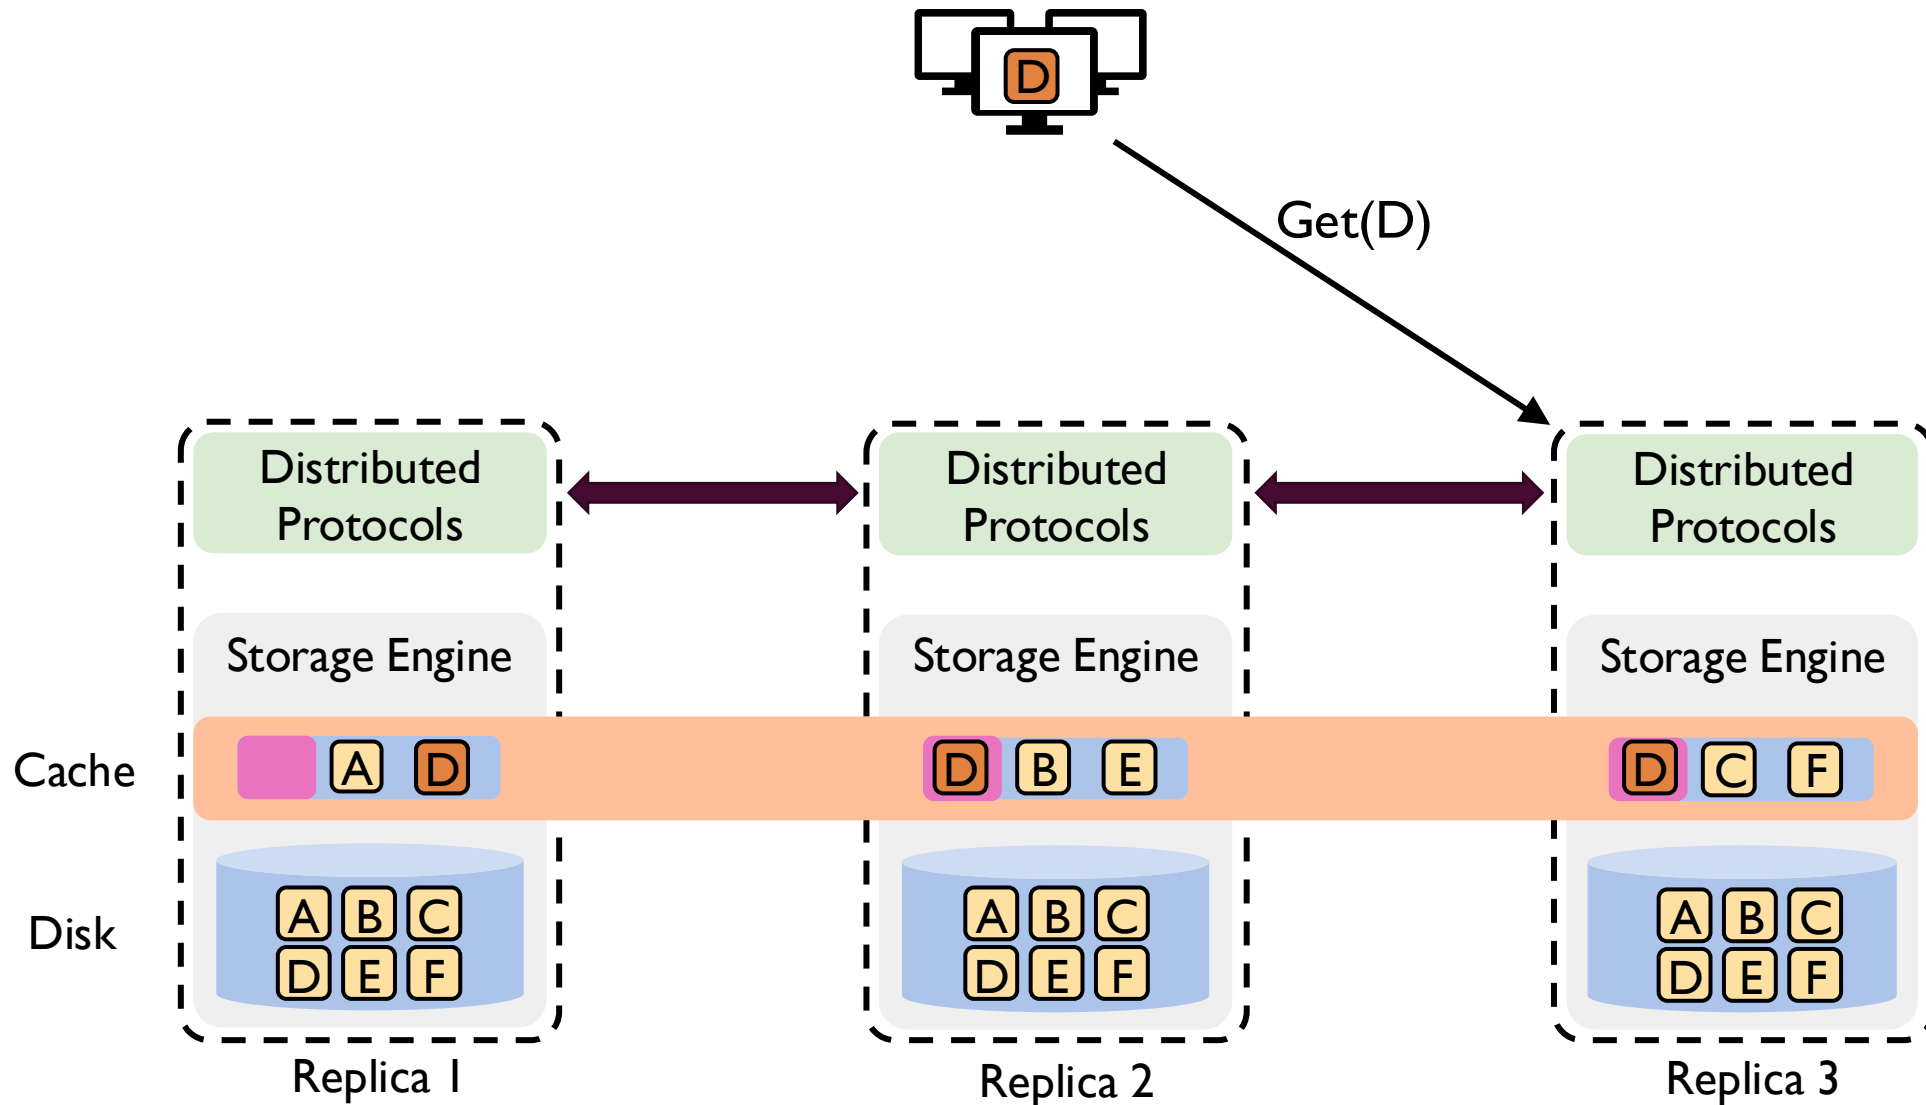 D
Get(D)
Distributed
Protocols
Distributed
Protocols
Distributed
Protocols
Storage Engine
Storage Engine
Storage Engine
Cache
A D
D B E
D C F
Disk
A B C
D E F
A B C
D E F
A B C
D E F
Replica 1
Replica 2
Replica 3